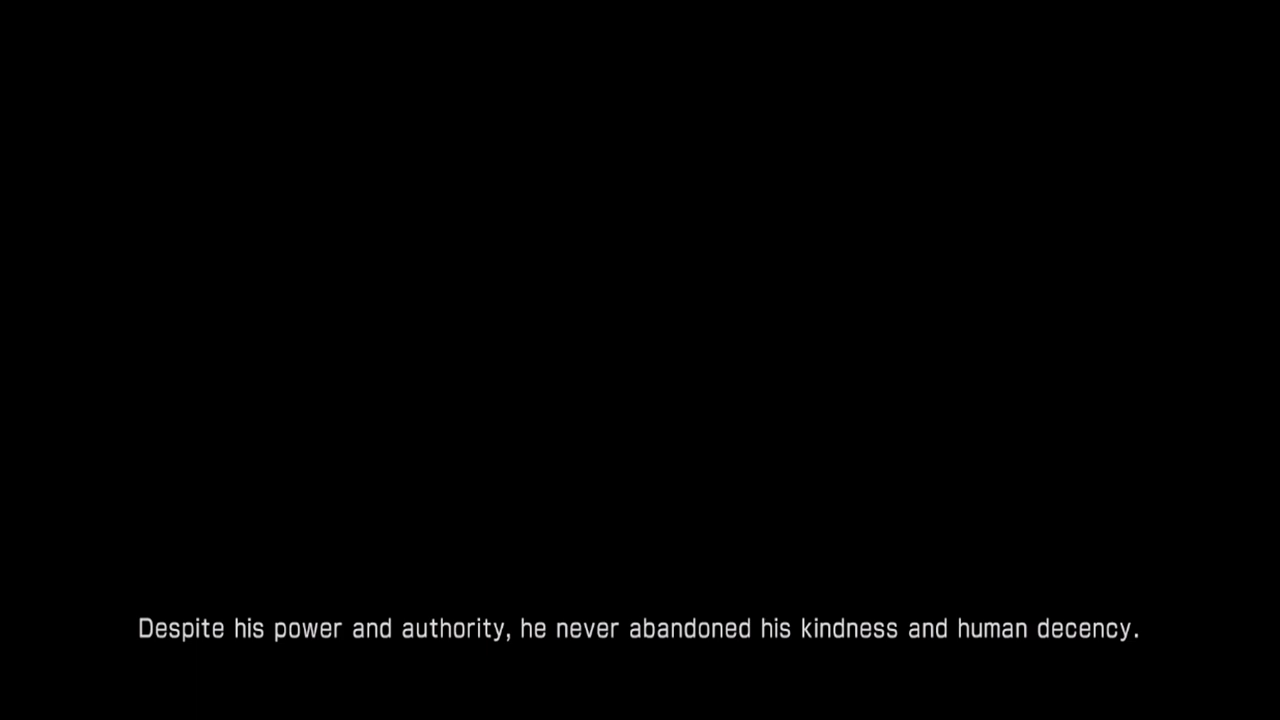 Despite his power and authority, he never abandoned his kindness and human decency.